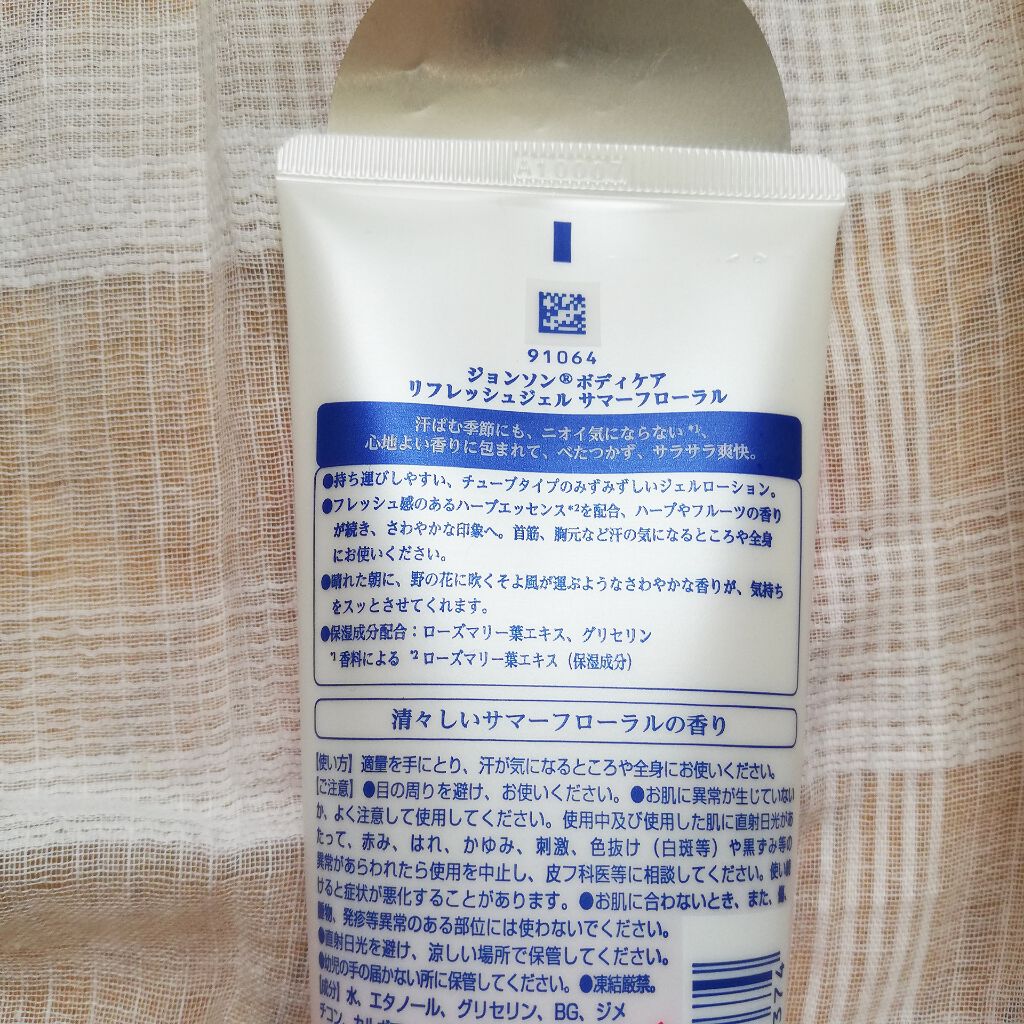 91064
ジョンソン®ボディケア
リフレッシュジェル サマーフローラル
汗ばむ季節にも、ニオイ気にならない*1、
心地よい香りに包まれて、べたつかず、サラサラ爽快。
●持ち運びしやすい、チューブタイプのみずみずしいジェルローション。
●フレッシュ感のあるハーブエッセンス*2を配合、ハーブやフルーツの香り
が続き、さわやかな印象へ。首筋、胸元など汗の気になるところや全身
にお使いください。
●晴れた朝に、野の花に吹くそよ風が運ぶようなさわやかな香りが、気持ち
をスッとさせてくれます。
●保湿成分配合：ローズマリー葉エキス、グリセリン
*1 香料による *2 ローズマリー葉エキス（保湿成分）
清々しいサマーフローラルの香り
【使い方】適量を手にとり、汗が気になるところや全身にお使いください。
【ご注意】●目の周りを避け、お使いください。●お肌に異常が生じていない
か、よく注意して使用してください。使用中及び使用した肌に直射日光があ
たって、赤み、はれ、かゆみ、刺激、色抜け（白斑等）や黒ずみ等の
異常があらわれたら使用を中止し、皮フ科医等に相談してください。使い続
けると症状が悪化することがあります。●お肌に合わないとき、また、傷、
腫物、発疹等異常のある部位には使わないでください。
●直射日光を避け、涼しい場所で保管してください。
●幼児の手の届かない所に保管してください。●凍結厳禁。
【成分】水、エタノール、グリセリン、BG、ジメ
チコン、カルボ